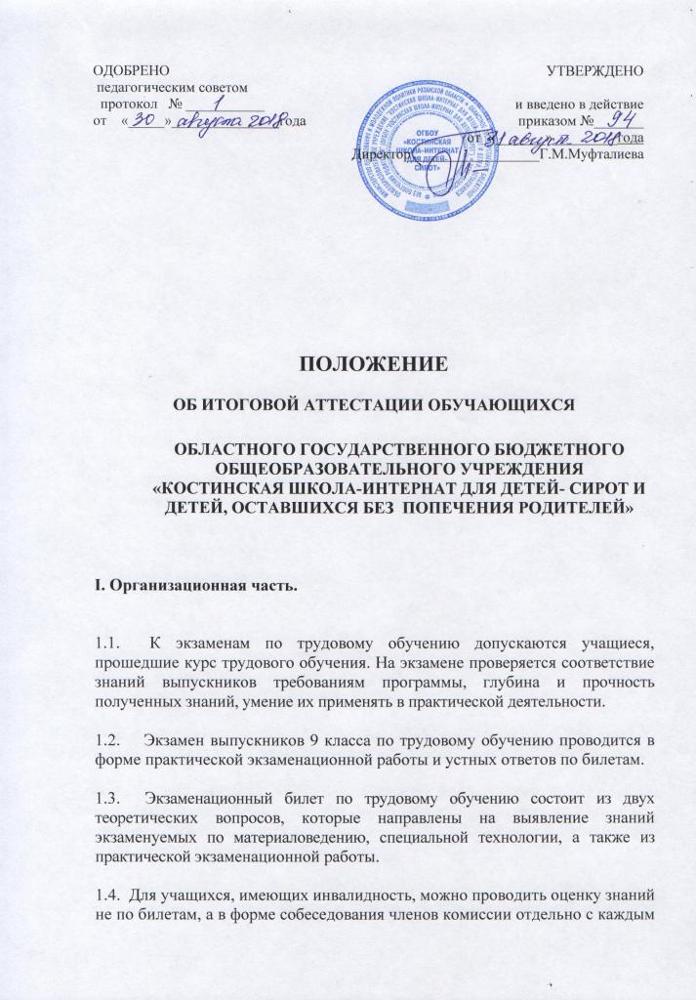 ОДОБРЕНО
педагогическим советом
протокол № 1
от «30» августа 2018 года
УТВЕРЖДЕНО
и введено в действие
приказом № 94
от 31 август. 2018 года
Директор Г.М.Муфталиева
ОГБОУ
«КОСТИНСКАЯ
ШКОЛА-ИНТЕРНАТ
ДЛЯ ДЕТЕЙ-
СИРОТ»
ПОЛОЖЕНИЕ
ОБ ИТОГОВОЙ АТТЕСТАЦИИ ОБУЧАЮЩИХСЯ
ОБЛАСТНОГО ГОСУДАРСТВЕННОГО БЮДЖЕТНОГО
ОБЩЕОБРАЗОВАТЕЛЬНОГО УЧРЕЖДЕНИЯ
«КОСТИНСКАЯ ШКОЛА-ИНТЕРНАТ ДЛЯ ДЕТЕЙ- СИРОТ И
ДЕТЕЙ, ОСТАВШИХСЯ БЕЗ ПОПЕЧЕНИЯ РОДИТЕЛЕЙ»
I. Организационная часть.
1.1. К экзаменам по трудовому обучению допускаются учащиеся,
прошедшие курс трудового обучения. На экзамене проверяется соответствие
знаний выпускников требованиям программы, глубина и прочность
полученных знаний, умение их применять в практической деятельности.
1.2. Экзамен выпускников 9 класса по трудовому обучению проводится в
форме практической экзаменационной работы и устных ответов по билетам.
1.3. Экзаменационный билет по трудовому обучению состоит из двух
теоретических вопросов, которые направлены на выявление знаний
экзаменуемых по материаловедению, специальной технологии, а также из
практической экзаменационной работы.
1.4. Для учащихся, имеющих инвалидность, можно проводить оценку знаний
не по билетам, а в форме собеседования членов комиссии отдельно с каждым